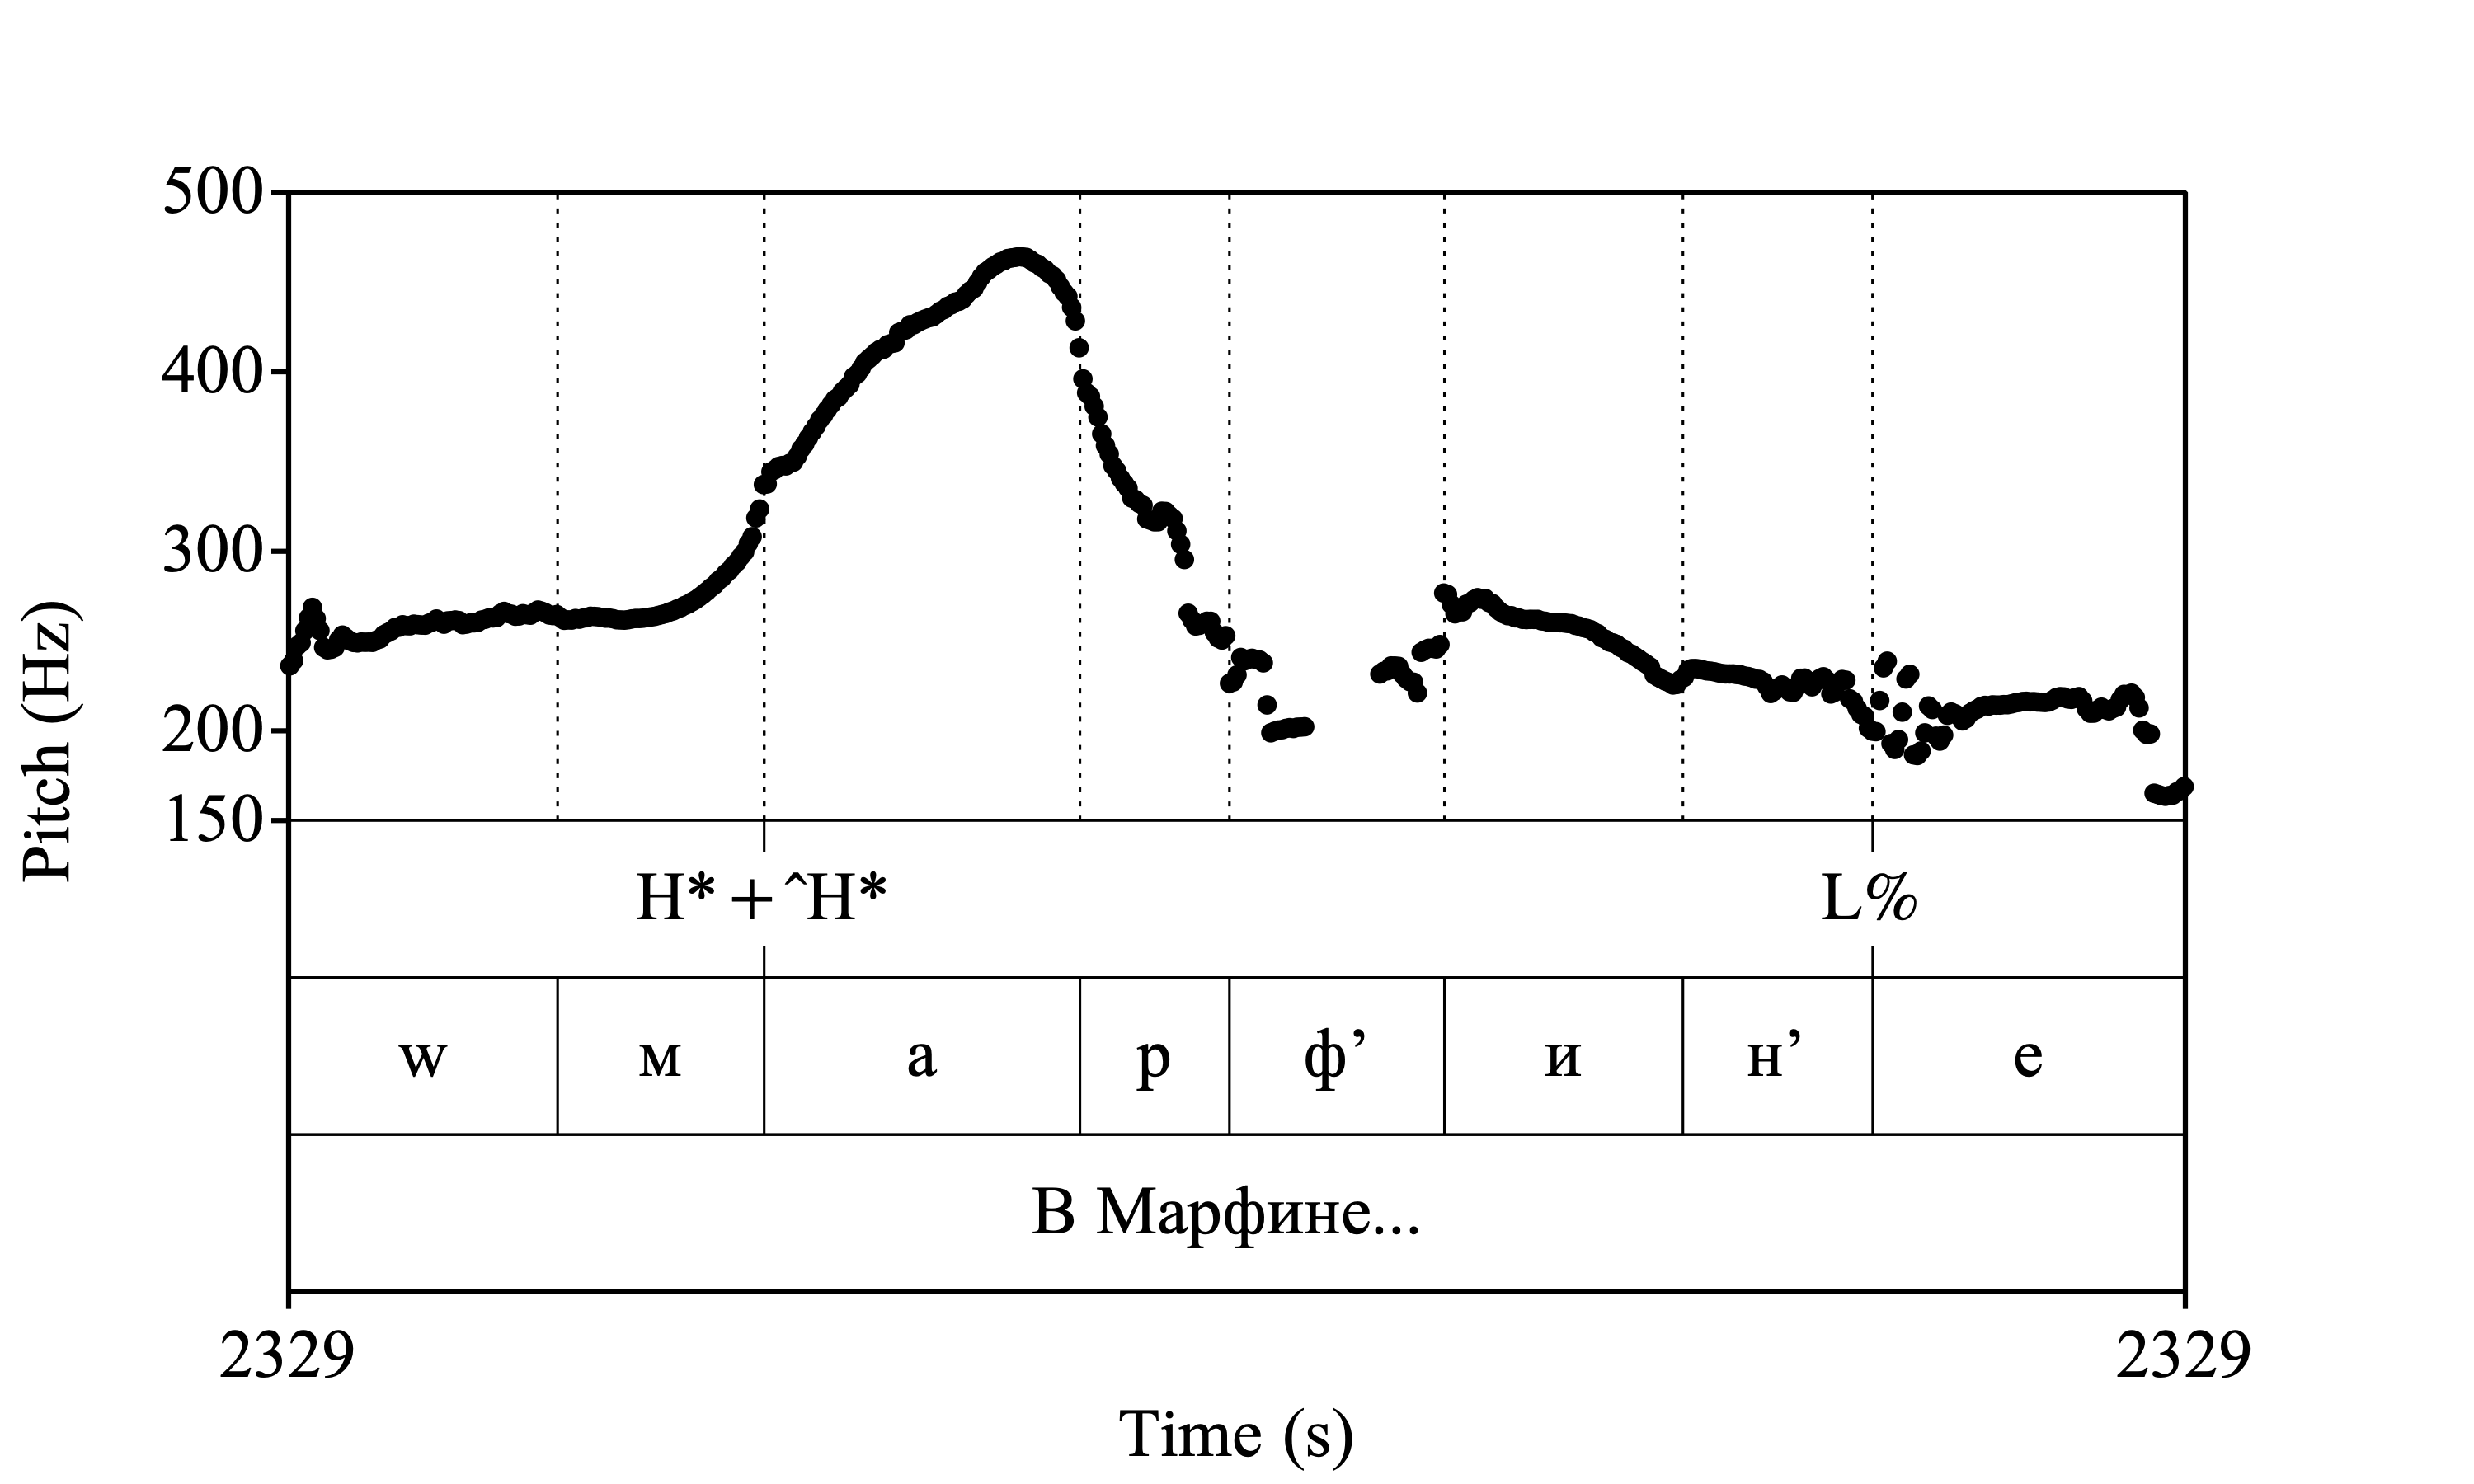 Pitch (Hz)
500
400
300
200
150
H*+^H* L%
w м а р ф’ и н’ е
В Марфине...
2329 2329
Time (s)